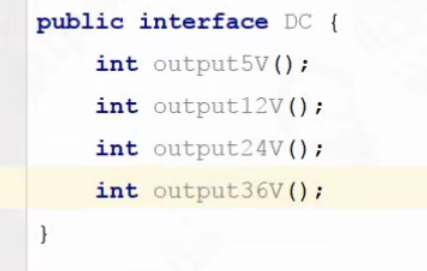 public interface DC {
    int output5V();
    int output12V();
    int output24V();
    int output36V();
}